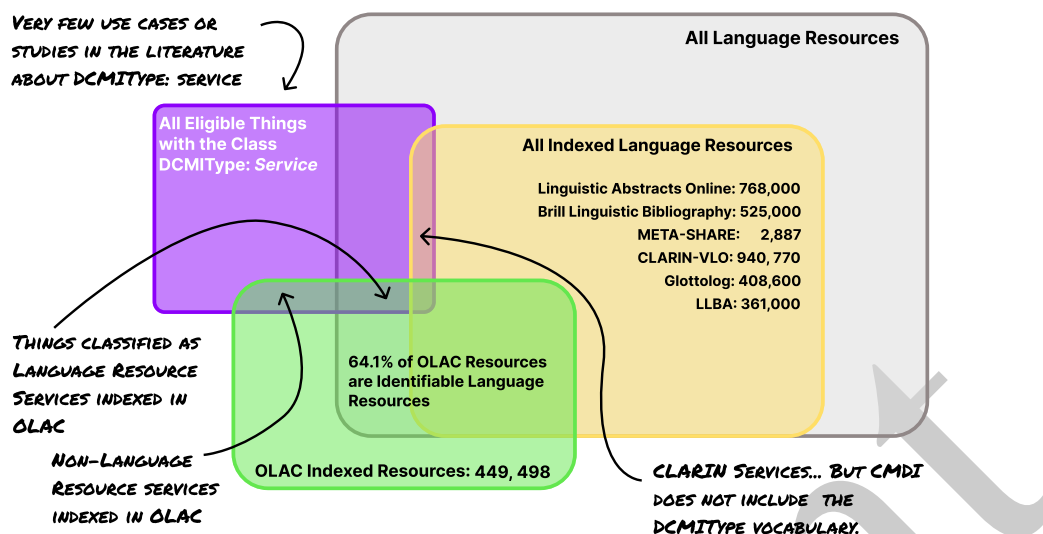 Very few use cases or
studies in the literature
about DCMIType: service
All Language Resources
All Eligible Things
with the Class
DCMIType: Service
All Indexed Language Resources
Linguistic Abstracts Online: 768,000
Brill Linguistic Bibliography: 525,000
META-SHARE: 2,887
CLARIN-VLO: 940, 770
Glottolog: 408,600
LLBA: 361,000
Things classified as
Language Resource
Services indexed in
OLAC
64.1% of OLAC Resources
are Identifiable Language
Resources
Non-Language
Resource services
indexed in OLAC
OLAC Indexed Resources: 449, 498
CLARIN Services... But CMDI
does not include the
DCMIType vocabulary.